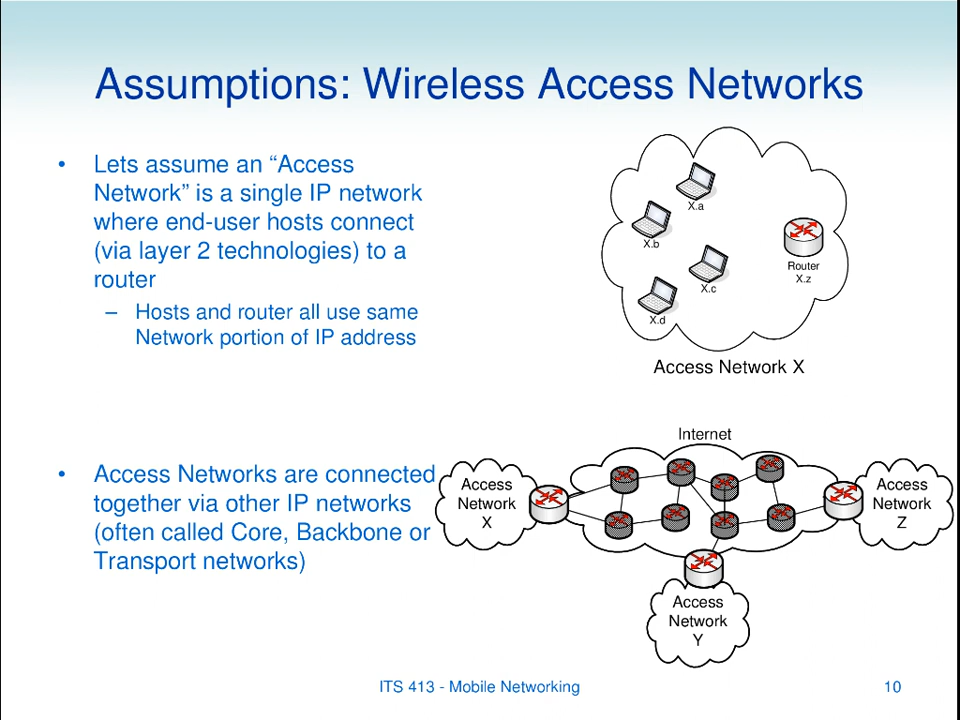 Assumptions: Wireless Access Networks
• Lets assume an “Access
Network” is a single IP network
where end-user hosts connect
(via layer 2 technologies) to a
router
– Hosts and router all use same
Network portion of IP address
X.a
X.b
X.c
X.d
Router
X.z
Access Network X
• Access Networks are connected
together via other IP networks
(often called Core, Backbone or
Transport networks)
Internet
Access
Network
X
Access
Network
Z
Access
Network
Y
ITS 413 - Mobile Networking
10